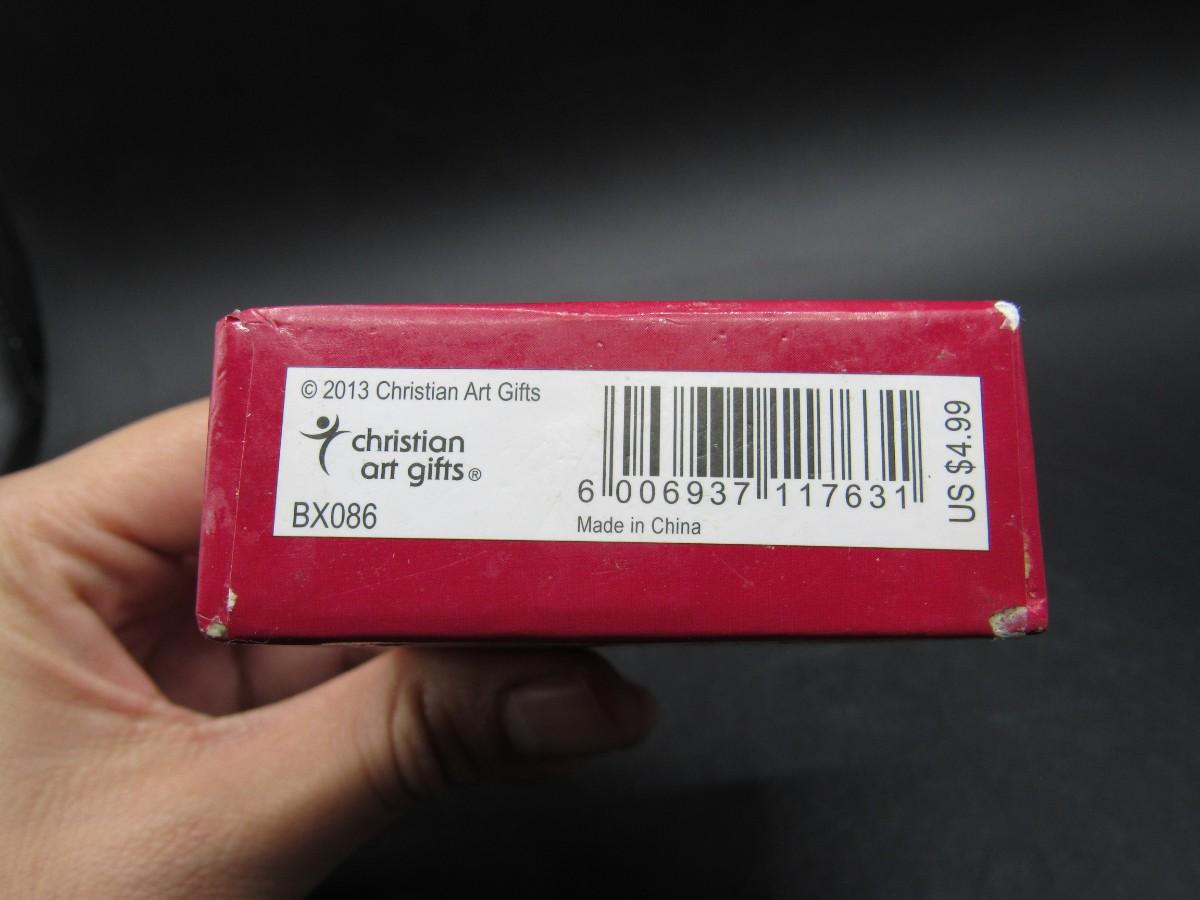 © 2013 Christian Art Gifts
christian
art gifts®
BX086
6 006937 117631
Made in China
US $4.99